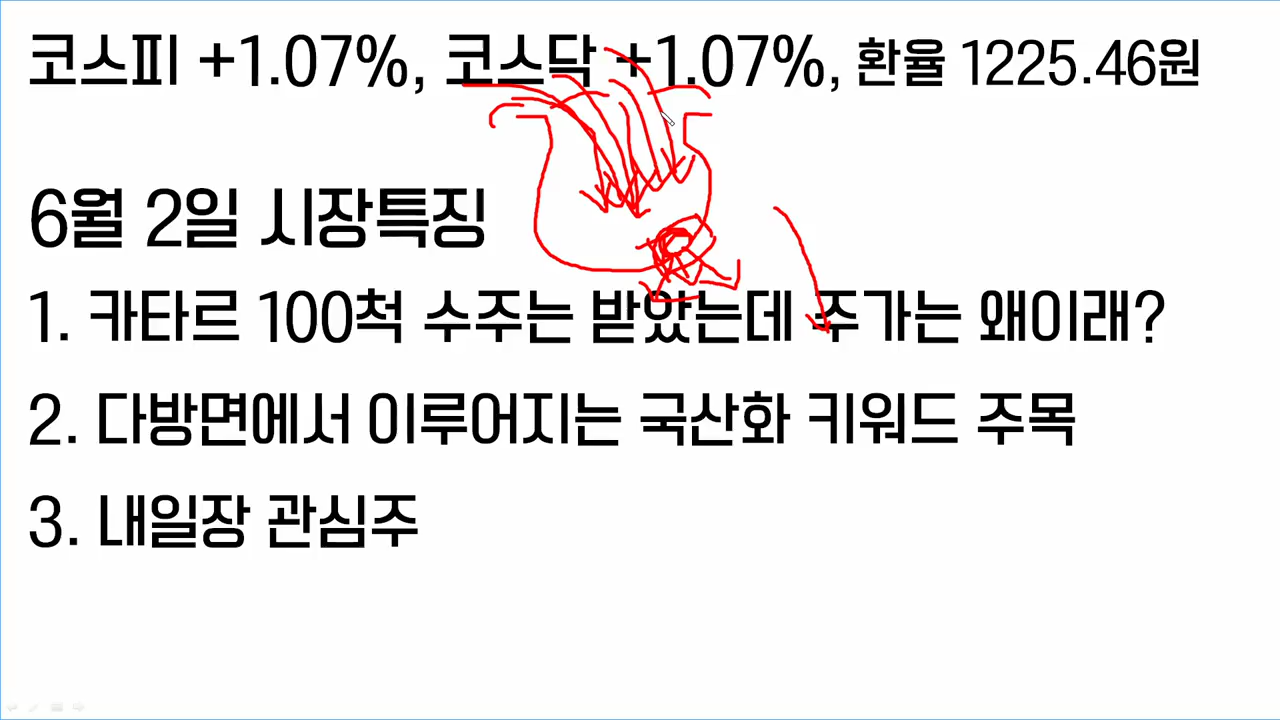 코스피 +1.07%, 코스닥 +1.07%, 환율 1225.46원
6월 2일 시장특징
1. 카타르 100척 수주는 받았는데 주가는 왜이래?
2. 다방면에서 이루어지는 국산화 키워드 주목
3. 내일장 관심주